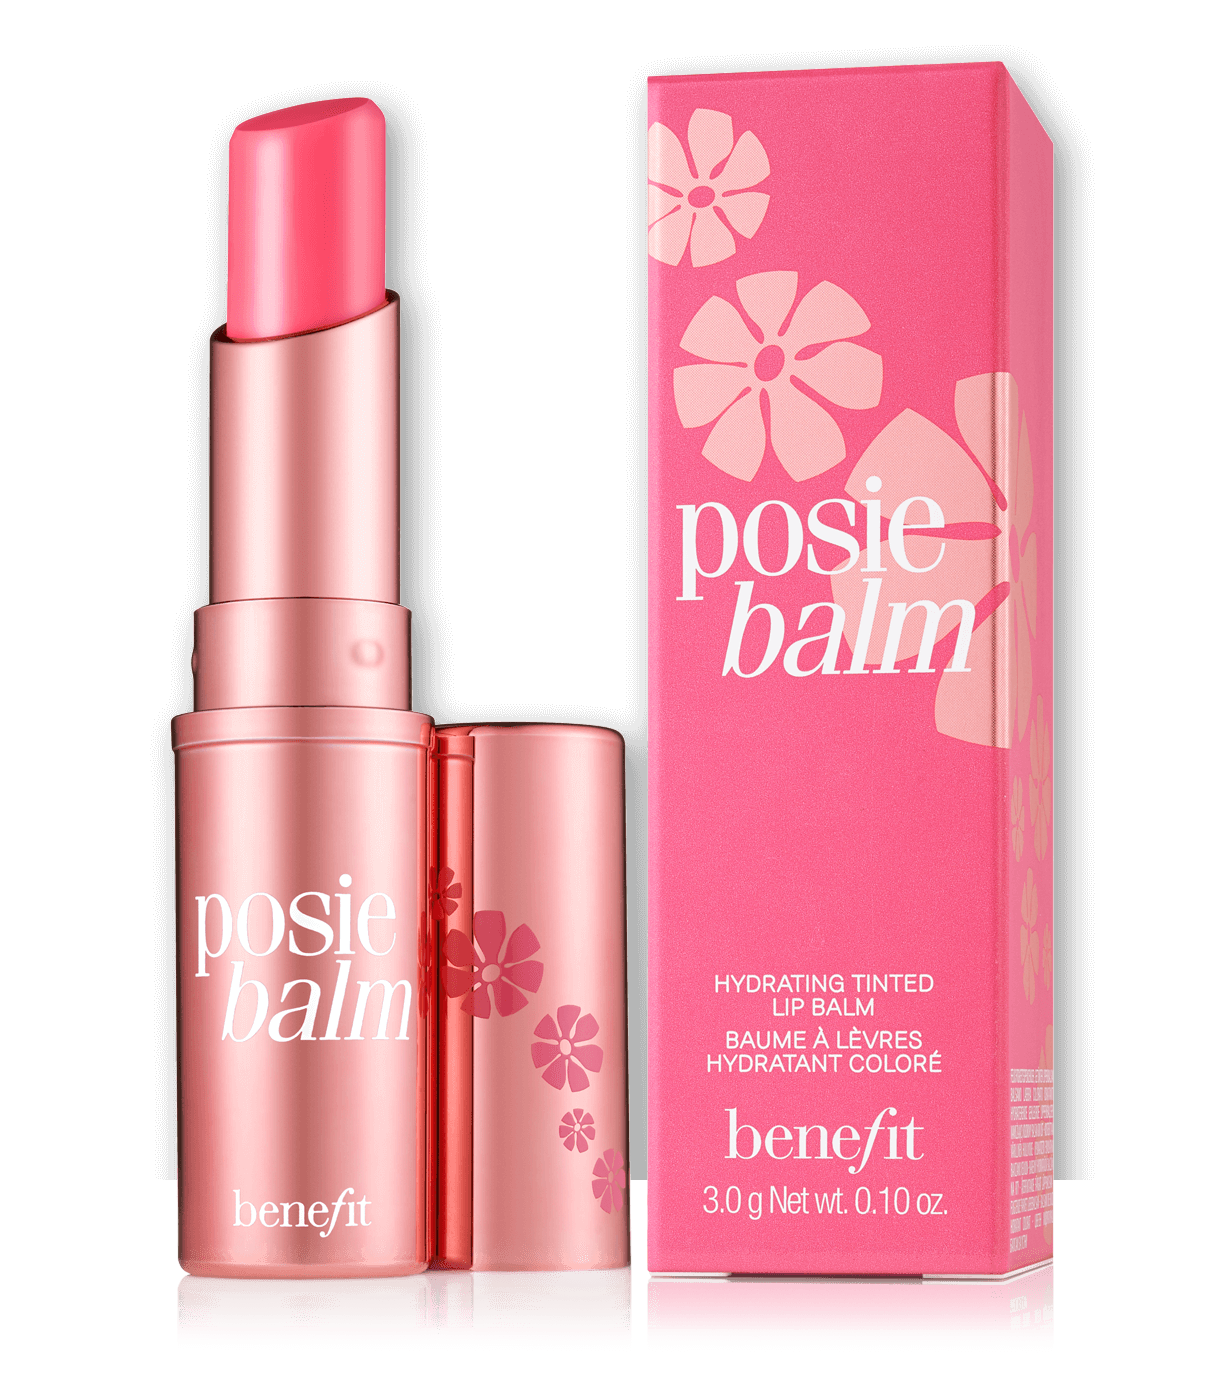 posie
balm
benefit
posie
balm
HYDRATING TINTED
LIP BALM
BAUME À LÈVRES
HYDRATANT COLORÉ
benefit
3.0 g Net wt. 0.10 oz.